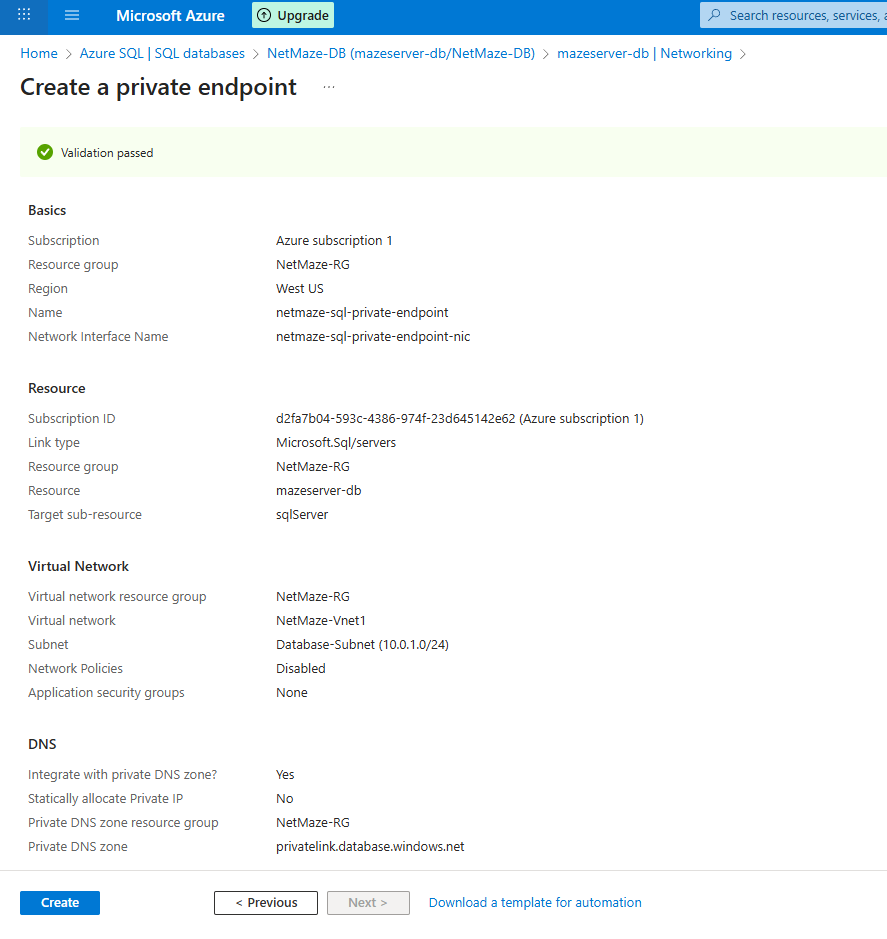 Microsoft Azure
Upgrade
Search resources, services,
Home > Azure SQL | SQL databases > NetMaze-DB (mazeserver-db/NetMaze-DB) > mazeserver-db | Networking >
Create a private endpoint ...
Validation passed
Basics
Subscription Azure subscription 1
Resource group NetMaze-RG
Region West US
Name netmaze-sql-private-endpoint
Network Interface Name netmaze-sql-private-endpoint-nic
Resource
Subscription ID d2fa7b04-593c-4386-974f-23d645142e62 (Azure subscription 1)
Link type Microsoft.Sql/servers
Resource group NetMaze-RG
Resource mazeserver-db
Target sub-resource sqlServer
Virtual Network
Virtual network resource group NetMaze-RG
Virtual network NetMaze-Vnet1
Subnet Database-Subnet (10.0.1.0/24)
Network Policies Disabled
Application security groups None
DNS
Integrate with private DNS zone? Yes
Statically allocate Private IP No
Private DNS zone resource group NetMaze-RG
Private DNS zone privatelink.database.windows.net
Create
< Previous
Next >
Download a template for automation